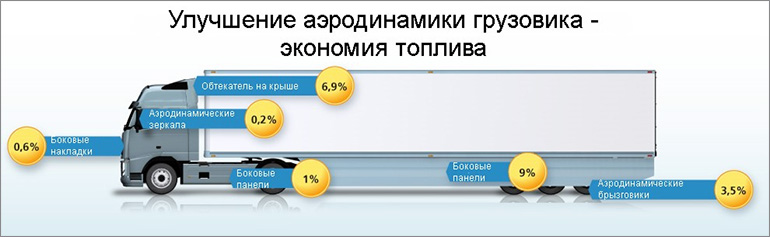 Улучшение аэродинамики грузовика -
экономия топлива
Обтекатель на крыше
6,9%
Аэродинамические
зеркала
0,2%
0,6%
Боковые
накладки
Боковые
панели
1%
Боковые
панели
9%
Аэродинамические
брызговики
3,5%